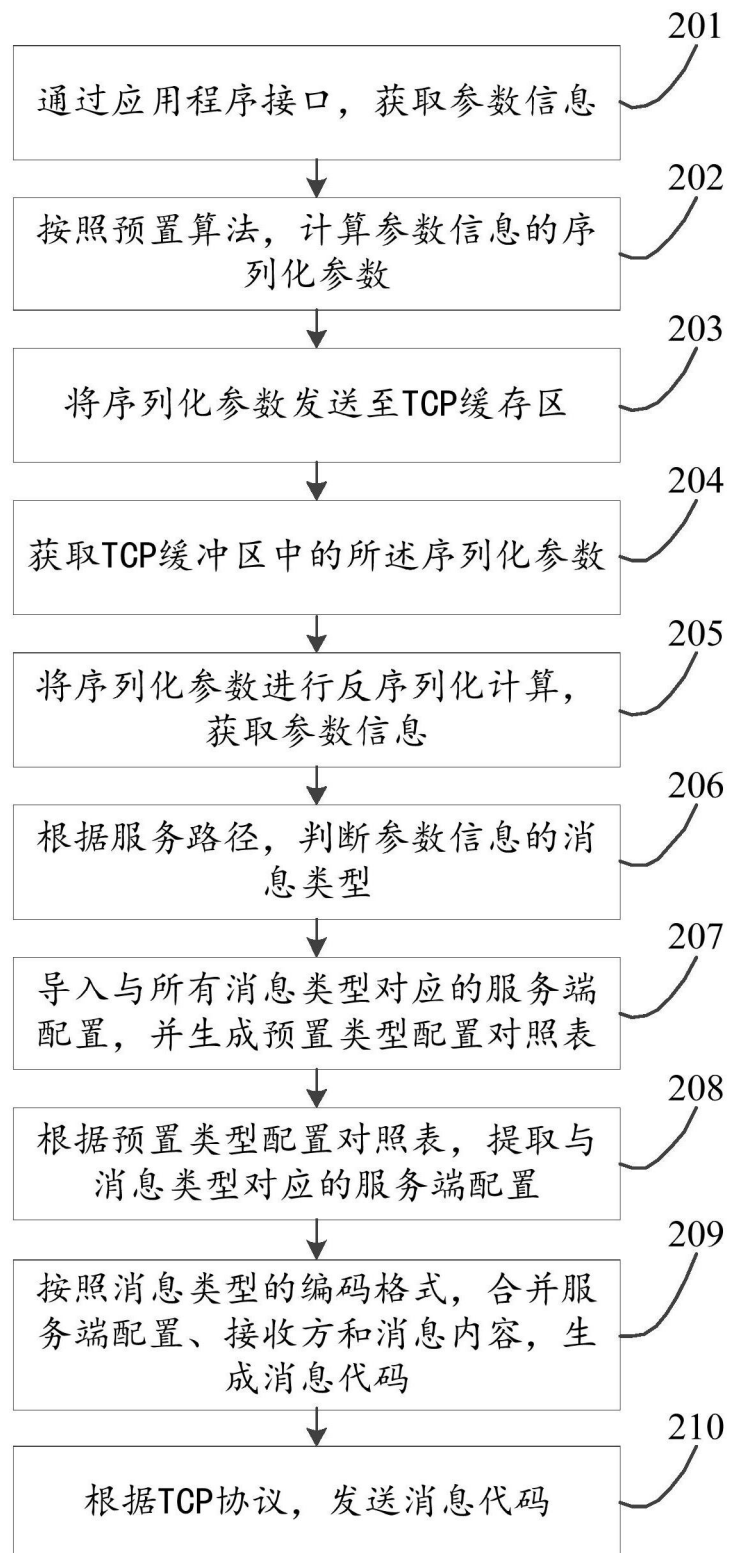 201
通过应用程序接口，获取参数信息
202
按照预置算法，计算参数信息的序
列化参数
203
将序列化参数发送至TCP缓存区
204
获取TCP缓冲区中的所述序列化参数
205
将序列化参数进行反序列化计算，
获取参数信息
206
根据服务路径，判断参数信息的消
息类型
207
导入与所有消息类型对应的服务端
配置，并生成预置类型配置对照表
208
根据预置类型配置对照表，提取与
消息类型对应的服务端配置
209
按照消息类型的编码格式，合并服
务端配置、接收方和消息内容，生
成消息代码
210
根据TCP协议，发送消息代码